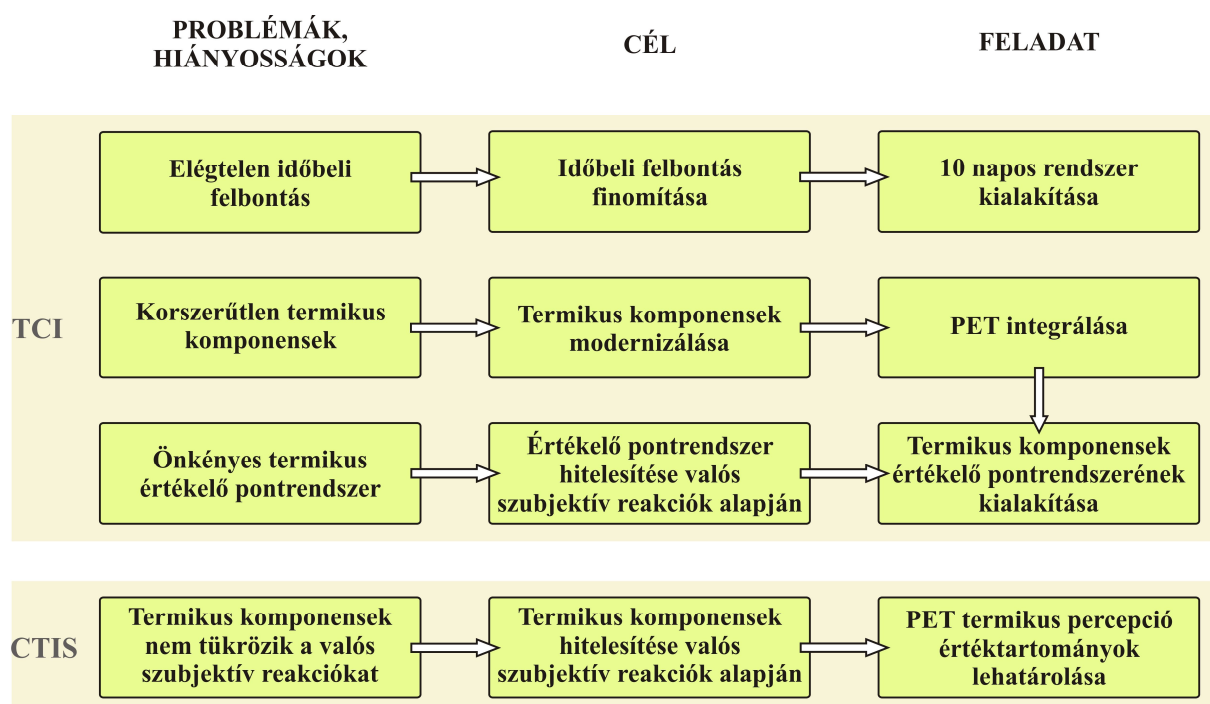 PROBLÉMÁK,
HIÁNYOSSÁGOK
CÉL
FELADAT
TCI
Elégtelen időbeli
felbontás
Időbeli felbontás
finomítása
10 napos rendszer
kialakítása
Korszerűtlen termikus
komponensek
Termikus komponensek
modernizálása
PET integrálása
Önkényes termikus
értékelő pontrendszer
Értékelő pontrendszer
hitelesítése valós
szubjektív reakciók alapján
Termikus komponensek
értékelő pontrendszerének
kialakítása
CTIS
Termikus komponensek
nem tükrözik a valós
szubjektív reakciókat
Termikus komponensek
hitelesítése valós
szubjektív reakciók alapján
PET termikus percepció
értéktartományok
lehatárolása